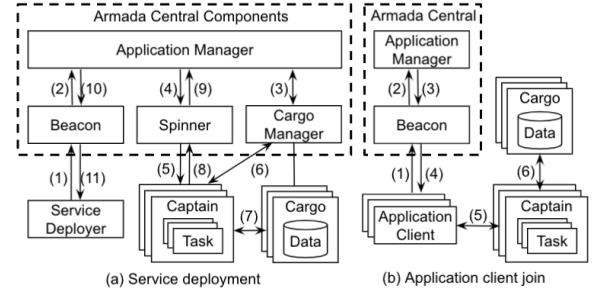 Armada Central Components
Application Manager
(2)
(10)
(4)
(9)
(3)
Beacon
Spinner
Cargo
Manager
(1)
(11)
(5)
(8)
(6)
Service
Deployer
Captain
Task
(7)
Cargo
Data
(a) Service deployment
Armada Central
Application
Manager
(2)
(3)
Beacon
Cargo
Data
(1)
(4)
(6)
Application
Client
(5)
Captain
Task
(b) Application client join